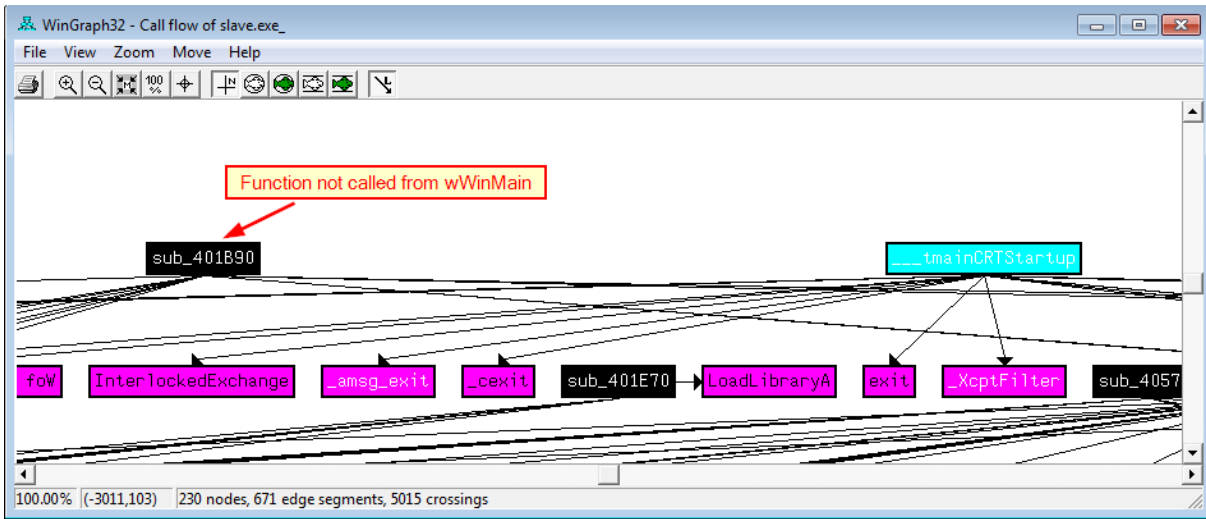 WinGraph32 - Call flow of slave.exe_
File View Zoom Move Help
100 %
Function not called from wWinMain
sub_401B90
___tmainCRTStartup
foW InterlockedExchange _amsg_exit _cexit sub_401E70 LoadLibraryA exit _XcptFilter sub_4057
100.00% (-3011,103) 230 nodes, 671 edge segments, 5015 crossings